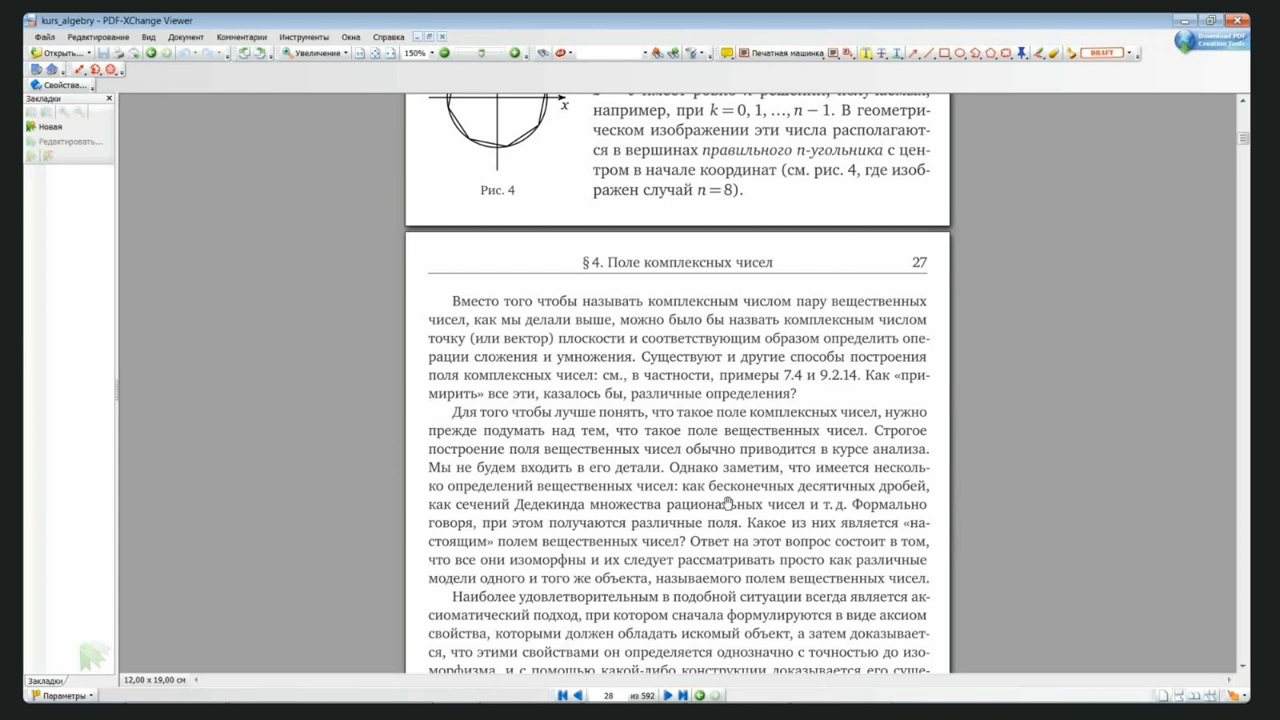 kurs_algebry - PDF-XChange Viewer
Файл Редактирование Вид Документ Комментарии Инструменты Окна Справка
Открыть... Увеличение 150% Печатная машинка DRAFT
Download PDF
Creation Tools
Свойства...
Закладки
Новая
Редактировать...
x
Рис. 4
например, при k = 0, 1, …, n − 1. В геометри-
ческом изображении эти числа располагают-
ся в вершинах правильного n-угольника с цен-
тром в начале координат (см. рис. 4, где изоб-
ражен случай n = 8).
§ 4. Поле комплексных чисел 27
Вместо того чтобы называть комплексным числом пару вещественных
чисел, как мы делали выше, можно было бы назвать комплексным числом
точку (или вектор) плоскости и соответствующим образом определить опе-
рации сложения и умножения. Существуют и другие способы построения
поля комплексных чисел: см., в частности, примеры 7.4 и 9.2.14. Как «при-
мирить» все эти, казалось бы, различные определения?
Для того чтобы лучше понять, что такое поле комплексных чисел, нужно
прежде подумать над тем, что такое поле вещественных чисел. Строгое
построение поля вещественных чисел обычно приводится в курсе анализа.
Мы не будем входить в его детали. Однако заметим, что имеется несколь-
ко определений вещественных чисел: как бесконечных десятичных дробей,
как сечений Дедекинда множества рациональных чисел и т. д. Формально
говоря, при этом получаются различные поля. Какое из них является «на-
стоящим» полем вещественных чисел? Ответ на этот вопрос состоит в том,
что все они изоморфны и их следует рассматривать просто как различные
модели одного и того же объекта, называемого полем вещественных чисел.
Наиболее удовлетворительным в подобной ситуации всегда является ак-
сиоматический подход, при котором сначала формулируются в виде аксиом
свойства, которыми должен обладать искомый объект, а затем доказывает-
ся, что этими свойствами он определяется однозначно с точностью до изо-
морфизма, и с помощью какой-либо конструкции доказывается его суще-
Закладки 12,00 x 19,00 см
Параметры 28 из 592